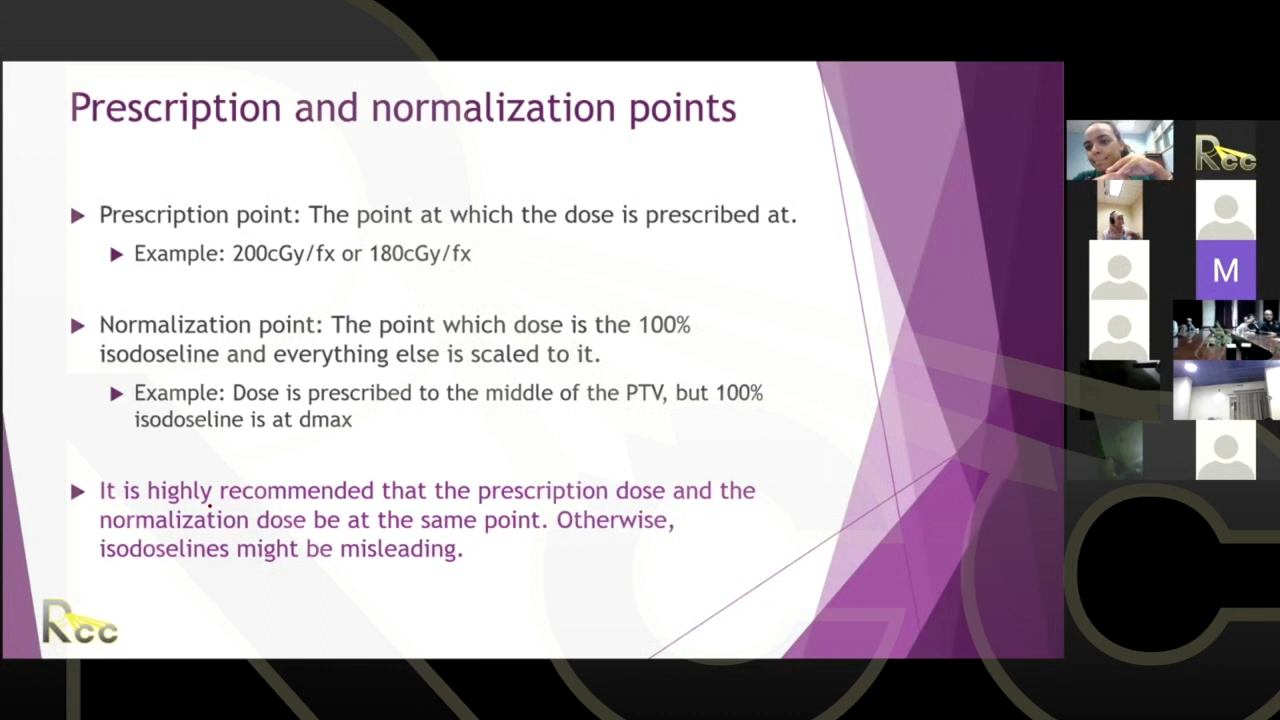 Prescription and normalization points
Prescription point: The point at which the dose is prescribed at.
Example: 200cGy/fx or 180cGy/fx
Normalization point: The point which dose is the 100%
isodoseline and everything else is scaled to it.
Example: Dose is prescribed to the middle of the PTV, but 100%
isodoseline is at dmax
It is highly recommended that the prescription dose and the
normalization dose be at the same point. Otherwise,
isodoselines might be misleading.
Rcc
Rcc
M